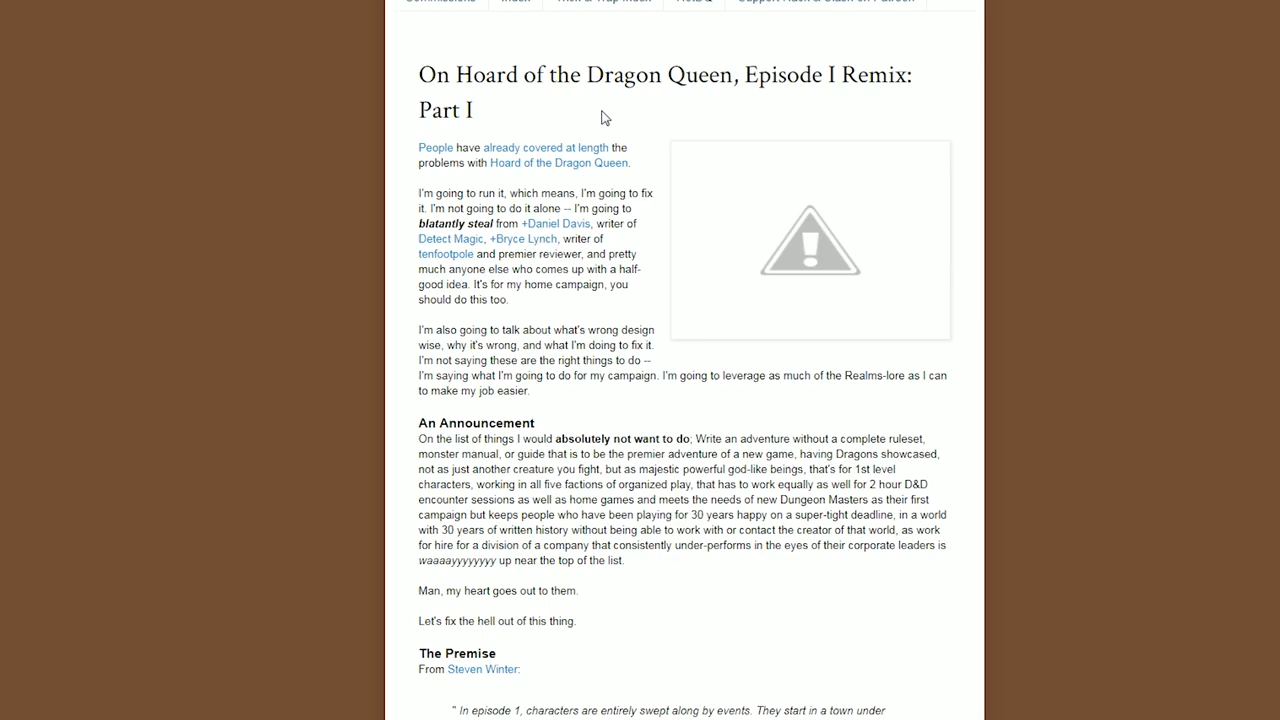 Commissions Index Trick & Trap Index HotDQ Support Hack & Slash on Patreon
On Hoard of the Dragon Queen, Episode I Remix:
Part I
People have already covered at length the
problems with Hoard of the Dragon Queen.
I'm going to run it, which means, I'm going to fix
it. I'm not going to do it alone -- I'm going to
blatantly steal from +Daniel Davis, writer of
Detect Magic, +Bryce Lynch, writer of
tenfootpole and premier reviewer, and pretty
much anyone else who comes up with a half-
good idea. It's for my home campaign, you
should do this too.
I'm also going to talk about what's wrong design
wise, why it's wrong, and what I'm doing to fix it.
I'm not saying these are the right things to do --
I'm saying what I'm going to do for my campaign. I'm going to leverage as much of the Realms-lore as I can
to make my job easier.
An Announcement
On the list of things I would absolutely not want to do; Write an adventure without a complete ruleset,
monster manual, or guide that is to be the premier adventure of a new game, having Dragons showcased,
not as just another creature you fight, but as majestic powerful god-like beings, that's for 1st level
characters, working in all five factions of organized play, that has to work equally as well for 2 hour D&D
encounter sessions as well as home games and meets the needs of new Dungeon Masters as their first
campaign but keeps people who have been playing for 30 years happy on a super-tight deadline, in a world
with 30 years of written history without being able to work with or contact the creator of that world, as work
for hire for a division of a company that consistently under-performs in the eyes of their corporate leaders is
waaaayyyyyyyy up near the top of the list.
Man, my heart goes out to them.
Let's fix the hell out of this thing.
The Premise
From Steven Winter:
" In episode 1, characters are entirely swept along by events. They start in a town under